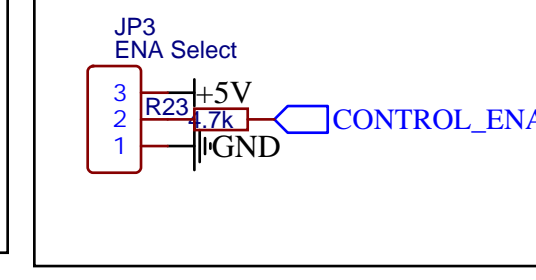 JP3
ENA Select
3
+5V
R23
2
4.7k
CONTROL_ENA
1
GND